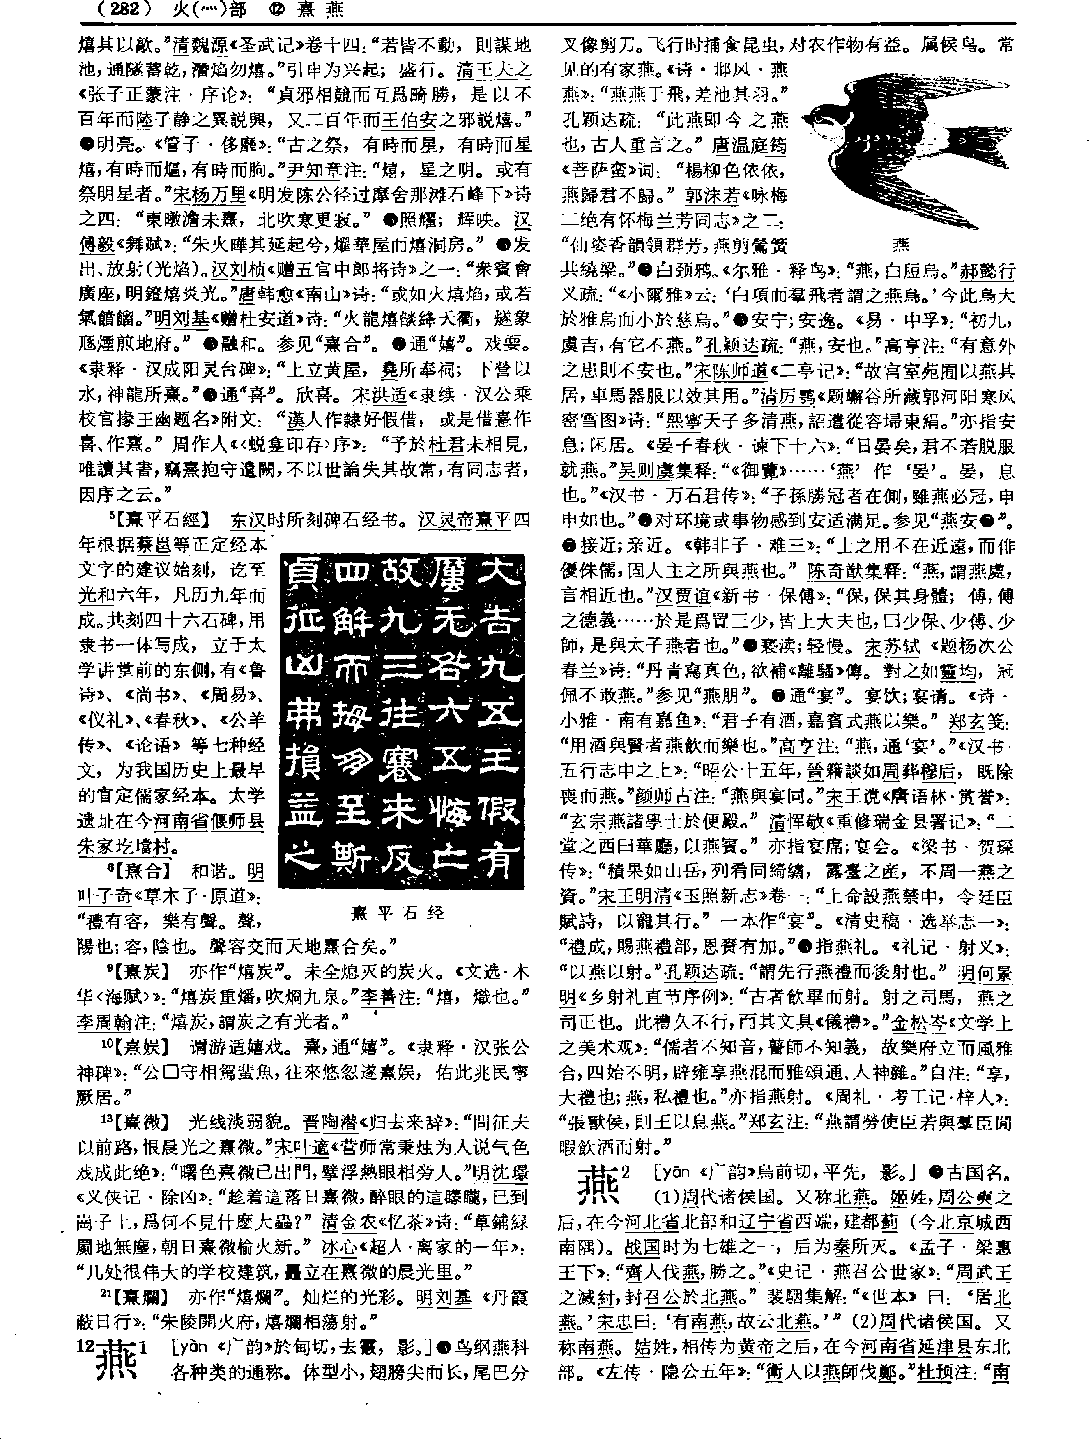 （282） 火(灬)部 ⑫ 熹 燕
熺其以歊。”清魏源《圣武记》卷十四：“若皆不動，則謀地
池，通隧蓄乾，潛焰勿熺。”引申为兴起；盛行。清王夫之
《张子正蒙注·序论》：“貞邪相競而互爲畸勝，是以不
百年而陸子静之異説興，又二百年而王伯安之邪説熺。”
●明亮。《管子·侈靡》：“古之祭，有時而星，有時而星
熺，有時而熰，有時而朐。”尹知章注：“熺，星之明。或有
祭明星者。”宋杨万里《明发陈公径过摩舍那滩石峰下》诗
之四：“東暾澹未熹，北吹寒更寂。”●照耀；辉映。汉
傅毅《舞賦》：“朱火曄其延起兮，燿華屋而熺洞房。”●发
出、放射(光焰)。汉刘桢《赠五官中郎将诗》之一：“衆賓會
廣座，明鐙熺炎光。”唐韩愈《南山》诗：“或如火熺焰，或若
氣饙餾。”明刘基《赠杜安道》诗：“火龍熺燄絳天衢，燧象
豗湮煎地府。”●融和。参见“熹合”。●通“嬉”。戏耍。
《隶释·汉成阳灵台碑》：“上立黄屋，堯所奉祠；下營以
水，神龍所熹。”●通“喜”。欣喜。宋洪适《隶续·汉公乘
校官掾王幽题名》附文：“漢人作隸好假借，或是借憙作
喜、作熹。”周作人《〈蜕龛印存〉序》：“予於杜君未相見，
唯讀其書，竊熹抱守遺闕，不以世論失其故常，有同志者，
因序之云。”
⁵【熹平石經】 东汉时所刻碑石经书。汉灵帝熹平四
年根据蔡邕等正定经本
文字的建议始刻，讫至
光和六年，凡历九年而
成。共刻四十六石碑，用
隶书一体写成，立于太
学讲堂前的东侧，有《鲁
诗》、《尚书》、《周易》、
《仪礼》、《春秋》、《公羊
传》、《论语》等七种经
文，为我国历史上最早
的官定儒家经本。太学
遗址在今河南省偃师县
朱家圪墙村。
大吉九五王假有
厲无咎六五悔亡
故九三往蹇来反
四解而拇朋至斯
貞征凶弗損益之
熹平石经
⁶【熹合】 和谐。明
叶子奇《草木子·原道》：
“禮有容，樂有聲。聲，
陽也；容，陰也。聲容交而天地熹合矣。”
⁹【熹炭】 亦作“熺炭”。未全熄灭的炭火。《文选·木
华〈海赋〉》：“熺炭重燔，吹烱九泉。”李善注：“熺，熾也。”
李周翰注：“熺炭，謂炭之有光者。”
¹⁰【熹娱】 谓游适嬉戏。熹，通“嬉”。《隶释·汉张公
神碑》：“公□守相駕蜚魚，往來悠忽遂熹娱，佑此兆民寧
厥居。”
¹³【熹微】 光线淡弱貌。晋陶潜《归去来辞》：“問征夫
以前路，恨晨光之熹微。”宋叶適《营师常秉烛为人说气色
戏成此绝》：“曙色熹微已出門，擘浮熱眼相旁人。”明沈璟
《义侠记·除凶》：“趁着這落日熹微，醉眼的這朦朧，已到
崗子上，爲何不見什麼大蟲？”清金农《忆茶》诗：“草鋪緑
罽地無塵，朝日熹微榆火新。”冰心《超人·离家的一年》：
“几处很伟大的学校建筑，矗立在熹微的晨光里。”
²¹【熹爛】 亦作“熺爛”。灿烂的光彩。明刘基《丹霞
蔽日行》：“朱陵開火府，熺爛相蕩射。”
12燕1 ［yàn《广韵》於甸切，去霰，影。］●鸟纲燕科
各种类的通称。体型小，翅膀尖而长，尾巴分
叉像剪刀。飞行时捕食昆虫，对农作物有益。属候鸟。常
见的有家燕。《诗·邶风·燕
燕》：“燕燕于飛，差池其羽。”
孔颖达疏：“此燕即今之燕
也，古人重言之。”唐温庭筠
《菩萨蛮》词：“楊柳色依依，
燕歸君不歸。”郭沫若《咏梅
二绝有怀梅兰芳同志》之二：
“仙姿香韻領群芳，燕剪鶯簧
燕
共绕梁。”●白颈鸦。《尔雅·释鸟》：“燕，白脰烏。”郝懿行
义疏：“《小爾雅》云：‘白項而羣飛者謂之燕烏。’今此烏大
於雅烏而小於慈烏。”●安宁；安逸。《易·中孚》：“初九，
虞吉，有它不燕。”孔颖达疏：“燕，安也。”高亨注：“有意外
之患則不安也。”宋陈师道《二亭记》：“故宫室苑囿以燕其
居，車馬器服以效其用。”清厉鹗《题嶰谷所藏郭河阳寒风
密雪图》诗：“熙寧天子多清燕，詔遣從容埽東絹。”亦指安
息；闲居。《晏子春秋·谏下十六》：“日晏矣，君不若脱服
就燕。”吴则虞集释：“《御覽》……‘燕’作‘晏’。晏，息
也。”《汉书·万石君传》：“子孫勝冠者在側，雖燕必冠，申
申如也。”●对环境或事物感到安适满足。参见“燕安●”。
●接近；亲近。《韩非子·难三》：“上之用不在近遠，而俳
優侏儒，固人主之所與燕也。”陈奇猷集释：“燕，謂燕處，
言相近也。”汉贾谊《新书·保傅》：“保，保其身體；傅，傅
之德義……於是爲置三少，皆上大夫也，曰少保、少傅、少
師，是與太子燕者也。”●亵渎；轻慢。宋苏轼《题杨次公
春兰》诗：“丹青寫真色，欲補《離騷》傳。對之如靈均，冠
佩不敢燕。”参见“燕朋”。●通“宴”。宴饮；宴请。《诗·
小雅·南有嘉鱼》：“君子有酒，嘉賓式燕以樂。”郑玄笺：
“用酒與賢者燕飲而樂也。”高亨注：“燕，通‘宴’。”《汉书·
五行志中之上》：“昭公十五年，晉籍談如周葬穆后，既除
喪而燕。”颜师古注：“燕與宴同。”宋王谠《唐语林·赏誉》：
“玄宗燕諸學士於便殿。”清恽敬《重修瑞金县署记》：“二
堂之西曰華廳，以燕賓。”亦指宴席；宴会。《梁书·贺琛
传》：“積果如山岳，列肴同綺繡，露臺之産，不周一燕之
資。”宋王明清《玉照新志》卷一：“上命設燕禁中，令廷臣
賦詩，以寵其行。”一本作“宴”。《清史稿·选举志一》：
“禮成，賜燕禮部，恩賚有加。”●指燕礼。《礼记·射义》：
“以燕以射。”孔颖达疏：“謂先行燕禮而後射也。”明何景
明《乡射礼直节序例》：“古者飲畢而射。射之司馬，燕之
司正也。此禮久不行，而其文具《儀禮》。”金松岑《文学上
之美术观》：“儒者不知音，瞽師不知義，故樂府立而風雅
合，四始不明，辟雍享燕混而雅頌通、人神雜。”自注：“享，
大禮也；燕，私禮也。”亦指燕射。《周礼·考工记·梓人》：
“張獸侯，則王以息燕。”郑玄注：“燕謂勞使臣若與羣臣閒
暇飲酒而射。”
燕2 ［yān《广韵》烏前切，平先，影。］●古国名。
(1)周代诸侯国。又称北燕。姬姓，周公奭之
后，在今河北省北部和辽宁省西端，建都蓟（今北京城西
南隅）。战国时为七雄之一，后为秦所灭。《孟子·梁惠
王下》：“齊人伐燕，勝之。”《史记·燕召公世家》：“周武王
之滅紂，封召公於北燕。”裴駰集解：“《世本》曰：‘居北
燕。’宋忠曰：‘有南燕，故云北燕。’”(2)周代诸侯国。又
称南燕。姞姓，相传为黄帝之后，在今河南省延津县东北
部。《左传·隐公五年》：“衛人以燕師伐鄭。”杜预注：“南